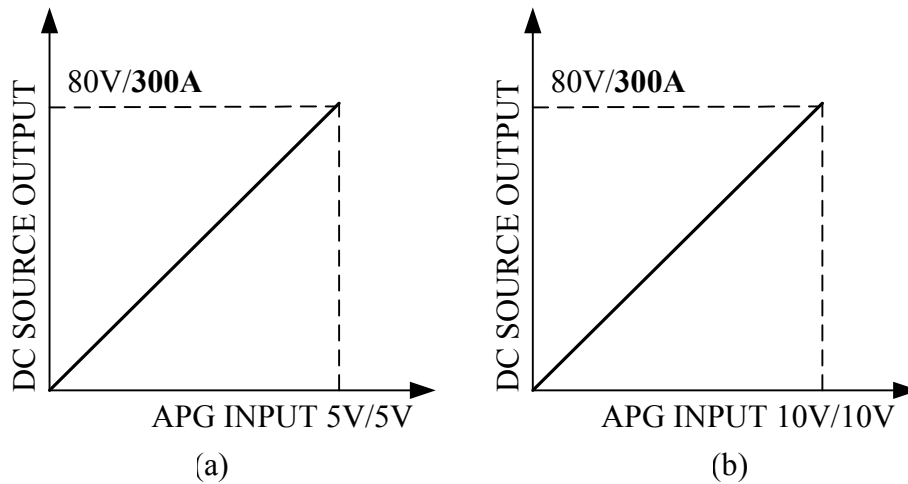 80V/300A
DC SOURCE OUTPUT
APG INPUT 5V/5V
(a)
80V/300A
DC SOURCE OUTPUT
APG INPUT 10V/10V
(b)